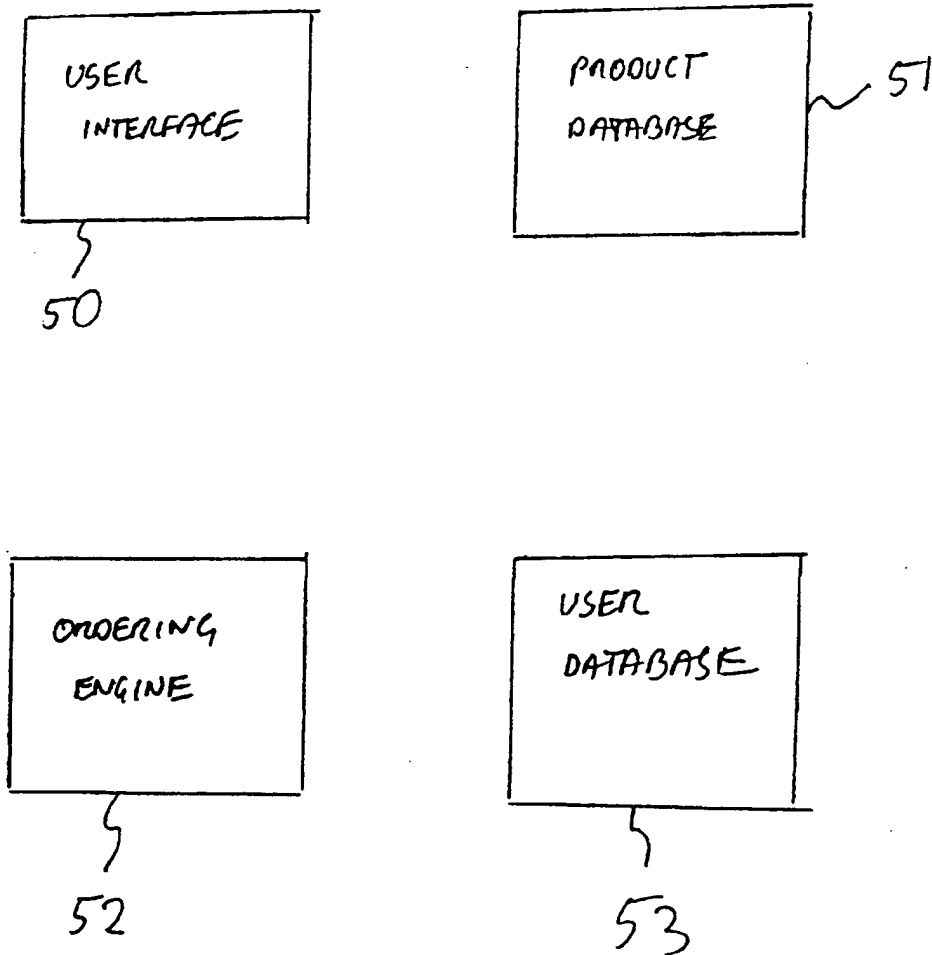 USER
INTERFACE
50
PRODUCT
DATABASE
51
ORDERING
ENGINE
52
USER
DATABASE
53